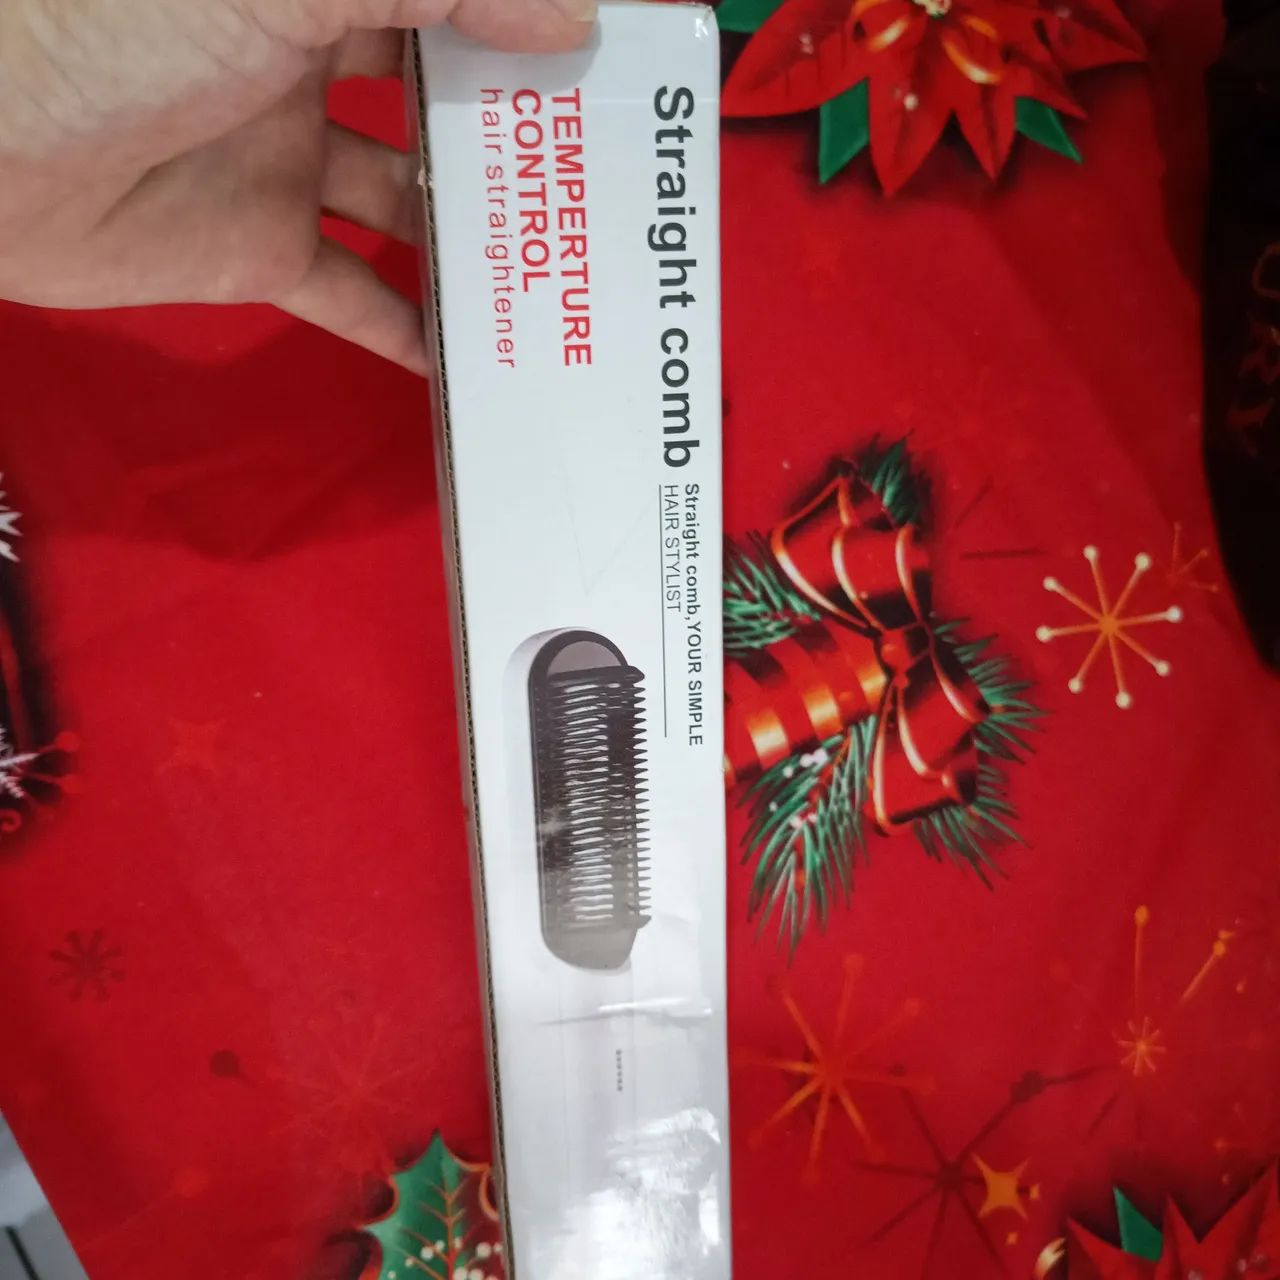 Straight comb
Straight comb,YOUR SIMPLE
HAIR STYLIST
TEMPERTURE
CONTROL
hair straightener